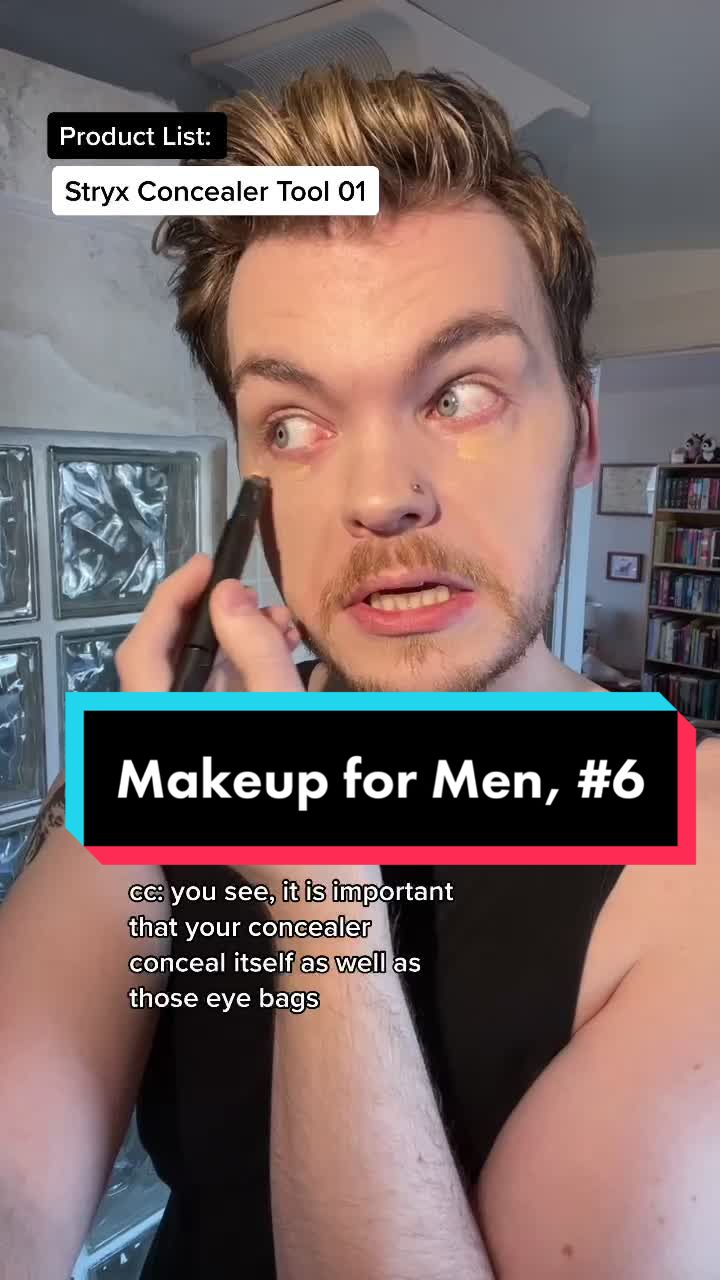 Product List:
Stryx Concealer Tool 01
Makeup for Men, #6
cc: you see, it is important
that your concealer
conceal itself as well as
those eye bags